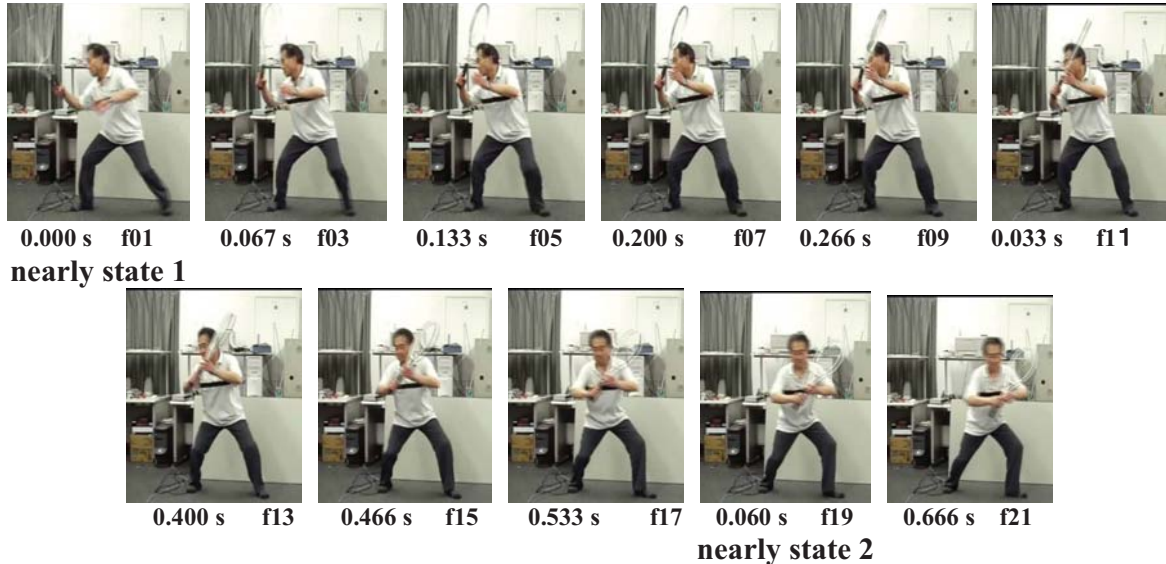 0.000 s f01 0.067 s f03 0.133 s f05 0.200 s f07 0.266 s f09 0.033 s f11
nearly state 1
0.400 s f13 0.466 s f15 0.533 s f17 0.060 s f19 0.666 s f21
nearly state 2